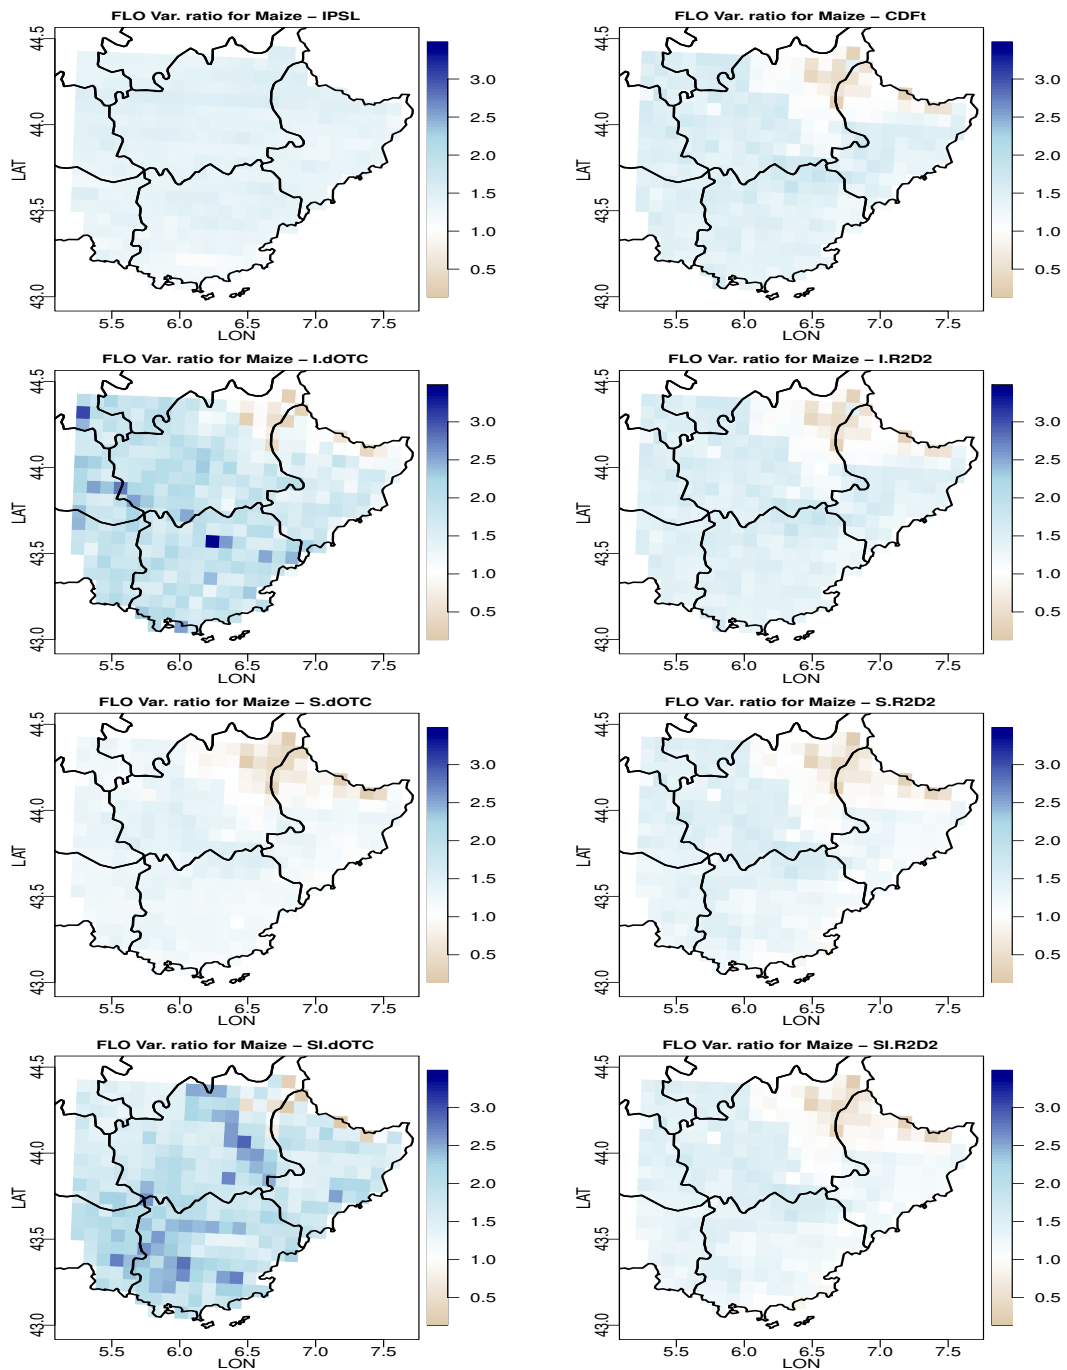 FLO Var. ratio for Maize − IPSL
44.5
44.0
43.5
43.0
LAT
5.5 6.0 6.5 7.0 7.5
LON
3.0
2.5
2.0
1.5
1.0
0.5
FLO Var. ratio for Maize − CDFt
44.5
44.0
43.5
43.0
LAT
5.5 6.0 6.5 7.0 7.5
LON
3.0
2.5
2.0
1.5
1.0
0.5
FLO Var. ratio for Maize − I.dOTC
44.5
44.0
43.5
43.0
LAT
5.5 6.0 6.5 7.0 7.5
LON
3.0
2.5
2.0
1.5
1.0
0.5
FLO Var. ratio for Maize − I.R2D2
44.5
44.0
43.5
43.0
LAT
5.5 6.0 6.5 7.0 7.5
LON
3.0
2.5
2.0
1.5
1.0
0.5
FLO Var. ratio for Maize − S.dOTC
44.5
44.0
43.5
43.0
LAT
5.5 6.0 6.5 7.0 7.5
LON
3.0
2.5
2.0
1.5
1.0
0.5
FLO Var. ratio for Maize − S.R2D2
44.5
44.0
43.5
43.0
LAT
5.5 6.0 6.5 7.0 7.5
LON
3.0
2.5
2.0
1.5
1.0
0.5
FLO Var. ratio for Maize − SI.dOTC
44.5
44.0
43.5
43.0
LAT
5.5 6.0 6.5 7.0 7.5
LON
3.0
2.5
2.0
1.5
1.0
0.5
FLO Var. ratio for Maize − SI.R2D2
44.5
44.0
43.5
43.0
LAT
5.5 6.0 6.5 7.0 7.5
LON
3.0
2.5
2.0
1.5
1.0
0.5